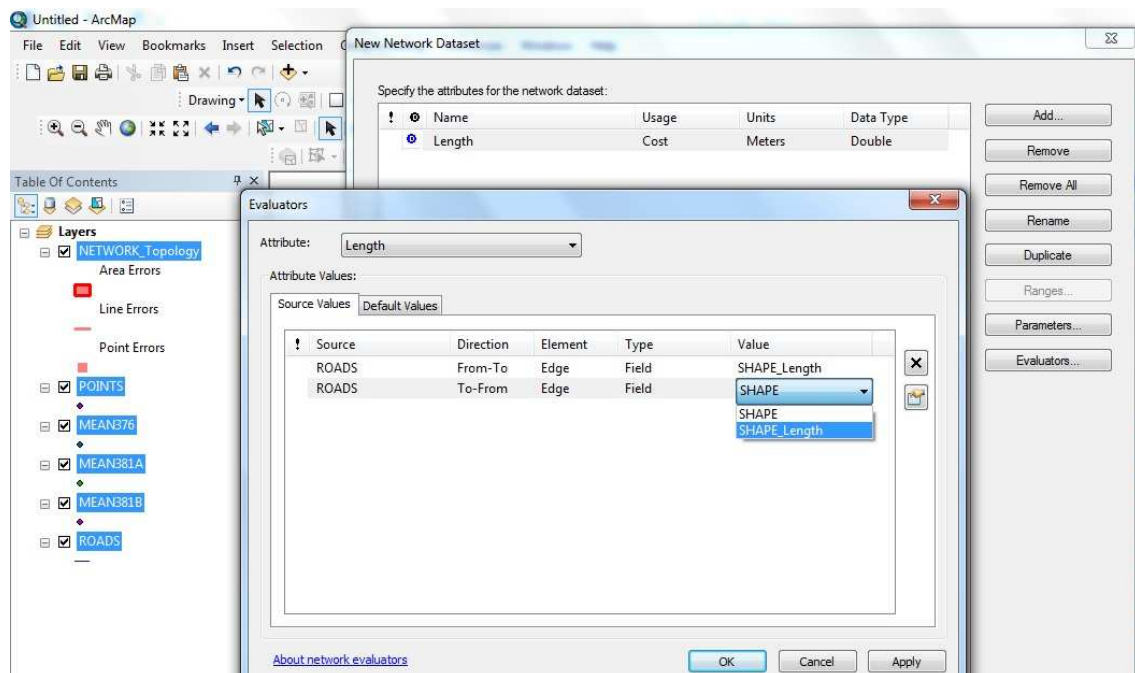 Untitled - ArcMap
File Edit View Bookmarks Insert Selection
New Network Dataset
Drawing
Specify the attributes for the network dataset:
! Name Usage Units Data Type
Length Cost Meters Double
Add...
Remove
Remove All
Rename
Duplicate
Ranges...
Parameters...
Evaluators...
Table Of Contents
Layers
NETWORK_Topology
Area Errors
Line Errors
Point Errors
POINTS
MEAN376
MEAN381A
MEAN381B
ROADS
Evaluators
Attribute: Length
Attribute Values:
Source Values Default Values
! Source Direction Element Type Value
ROADS From-To Edge Field SHAPE_Length
ROADS To-From Edge Field SHAPE
SHAPE
SHAPE_Length
About network evaluators
OK Cancel Apply